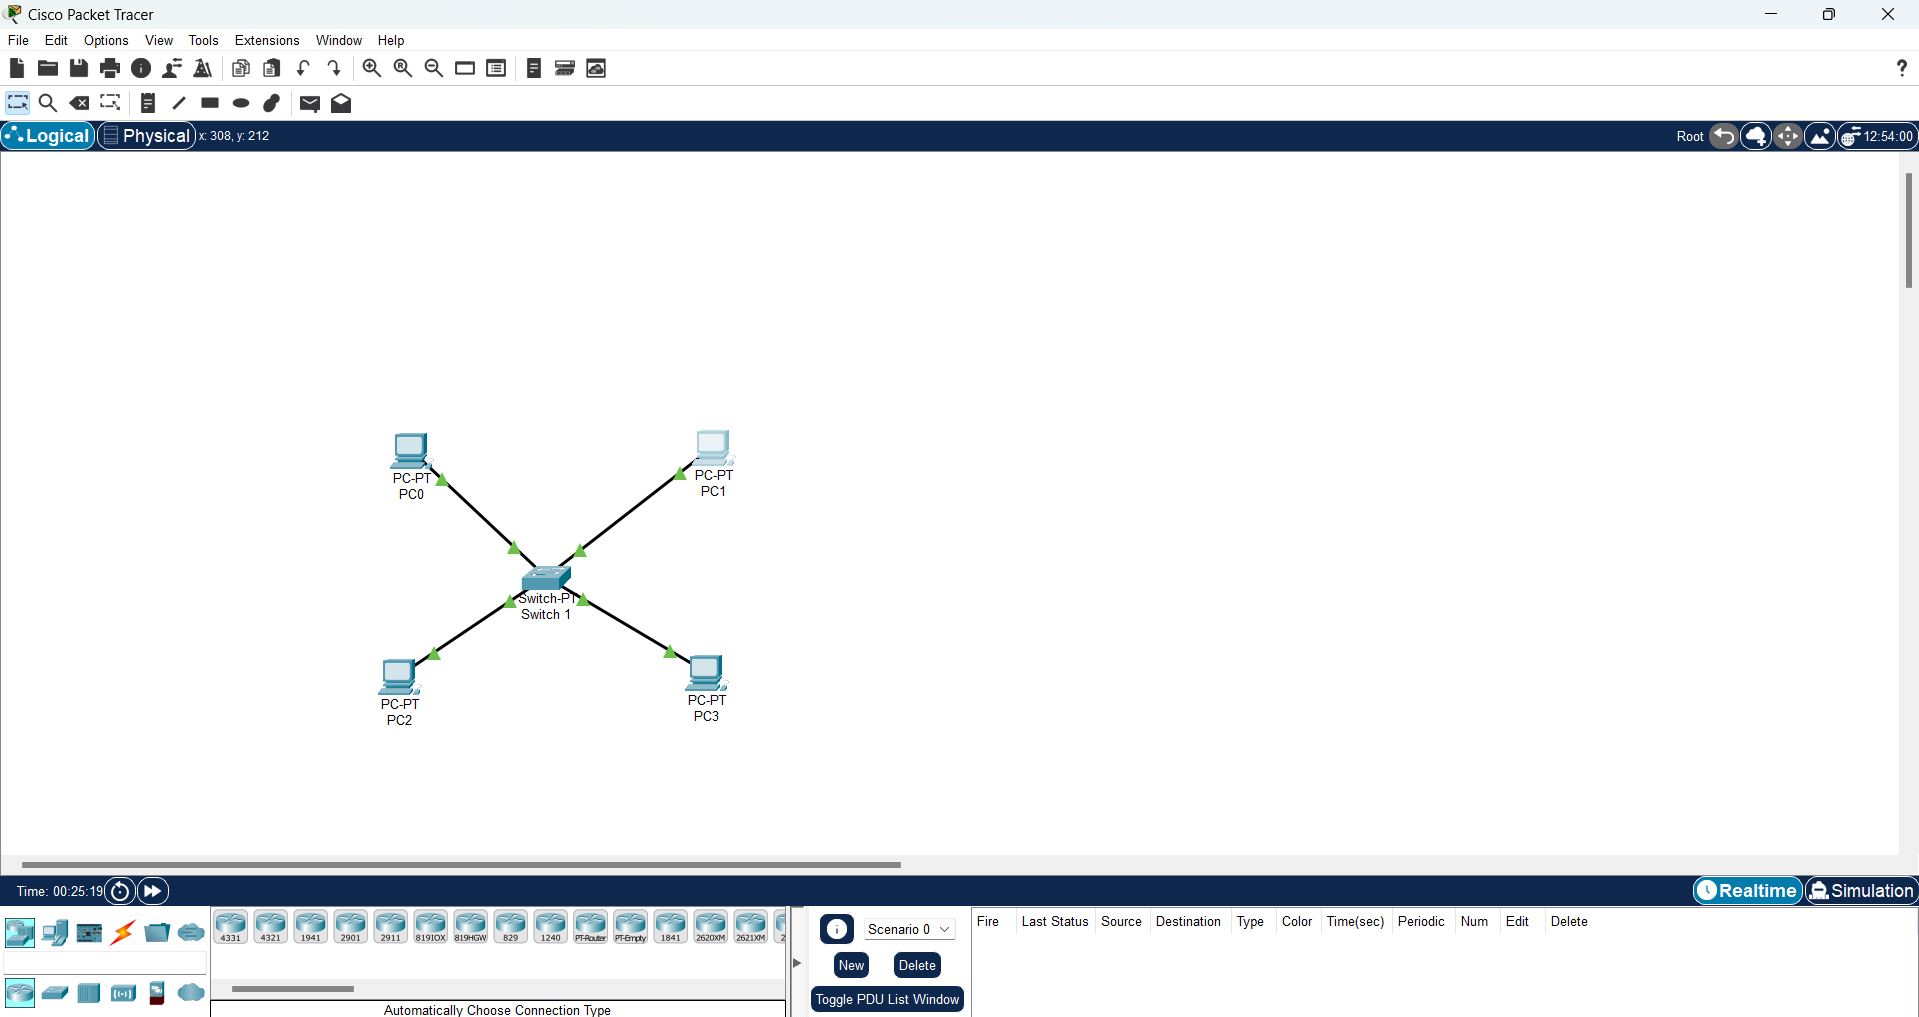 Cisco Packet Tracer
File Edit Options View Tools Extensions Window Help
Logical Physical x: 308, y: 212 Root 12:54:00
PC-PT
PC0
PC-PT
PC1
Switch-PT
Switch 1
PC-PT
PC2
PC-PT
PC3
Time: 00:25:19 Realtime Simulation
4331 4321 1941 2901 2911 819IOX 819HGW 829 1240 PT-Router PT-Empty 1841 2620XM 2621XM 2
Scenario 0
New Delete
Toggle PDU List Window
Fire Last Status Source Destination Type Color Time(sec) Periodic Num Edit Delete
Automatically Choose Connection Type